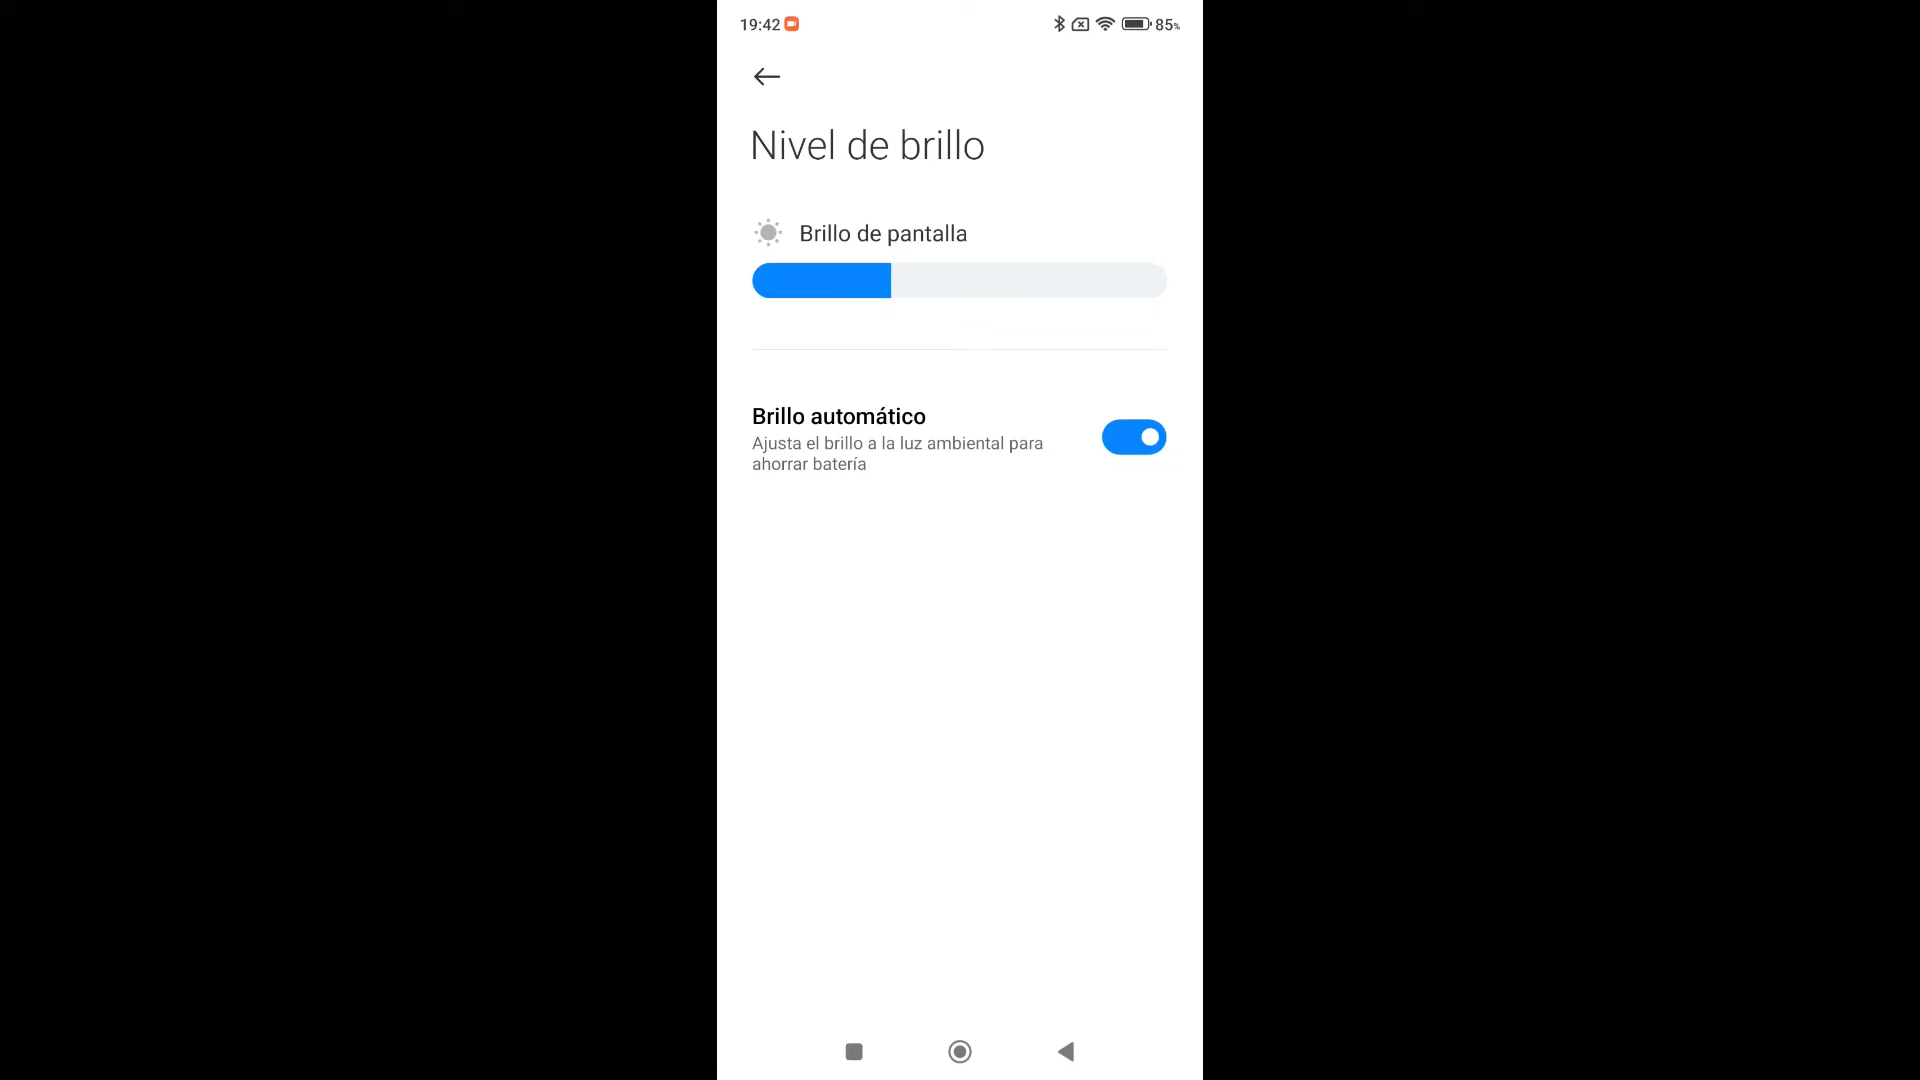 19:42
85%
Nivel de brillo
Brillo de pantalla
Brillo automático
Ajusta el brillo a la luz ambiental para
ahorrar batería